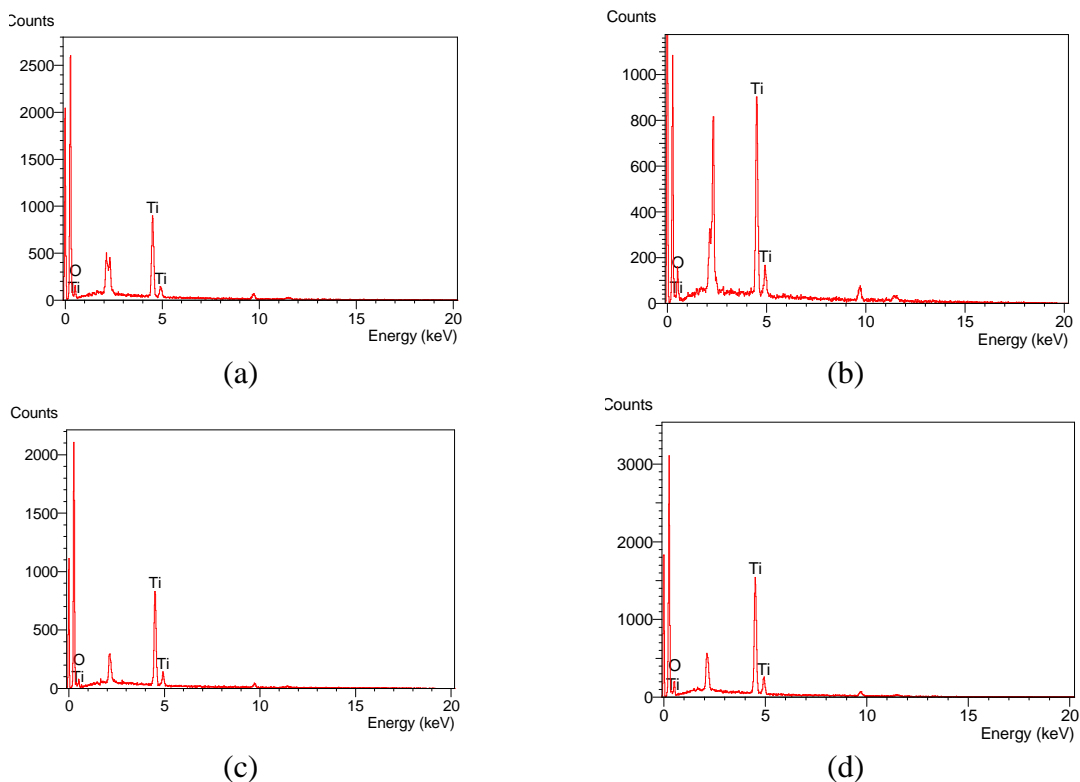 Counts
2500
2000
1500
1000
500
0
Ti
Ti
O
Ti
0 5 10 15 20
Energy (keV)
(a)
Counts
1000
800
600
400
200
0
Ti
Ti
O
Ti
0 5 10 15 20
Energy (keV)
(b)
Counts
2000
1500
1000
500
0
Ti
Ti
O
Ti
0 5 10 15 20
Energy (keV)
(c)
Counts
3000
2000
1000
0
Ti
Ti
O
Ti
0 5 10 15 20
Energy (keV)
(d)